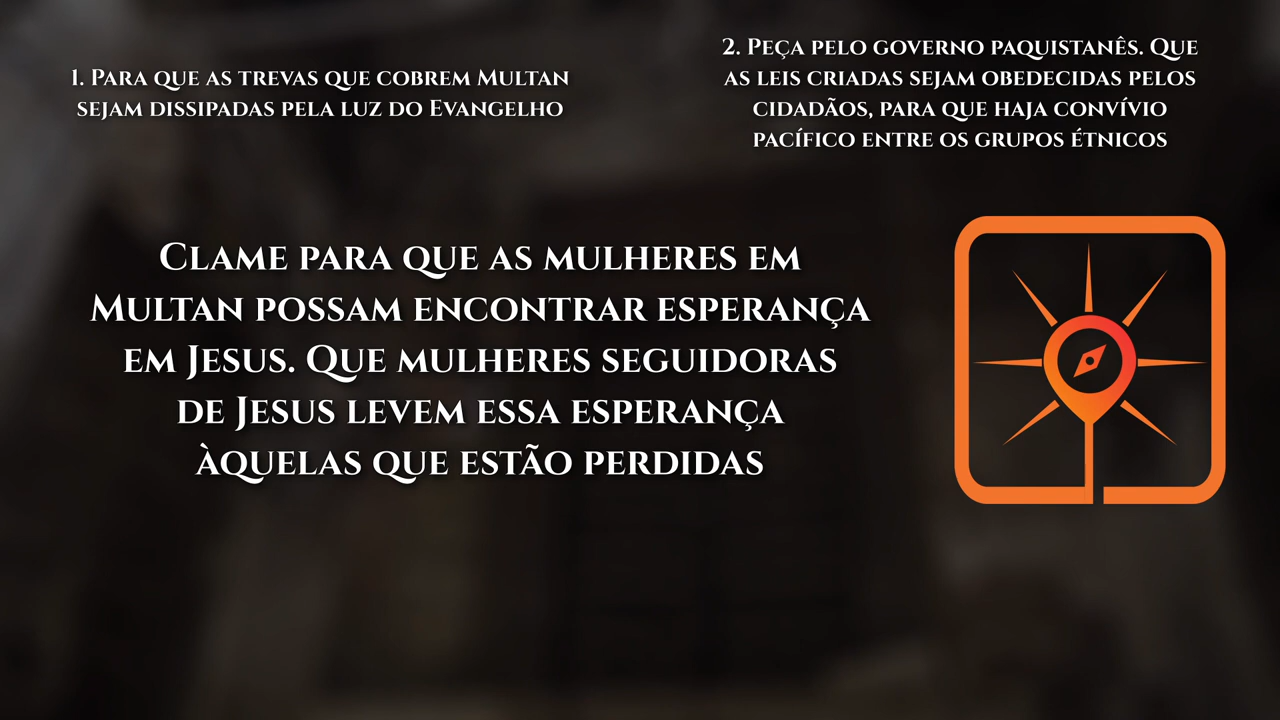 1. Para que as trevas que cobrem Multan
sejam dissipadas pela luz do Evangelho
2. Peça pelo governo paquistanês. Que
as leis criadas sejam obedecidas pelos
cidadãos, para que haja convívio
pacífico entre os grupos étnicos
Clame para que as mulheres em
Multan possam encontrar esperança
em Jesus. Que mulheres seguidoras
de Jesus levem essa esperança
àquelas que estão perdidas